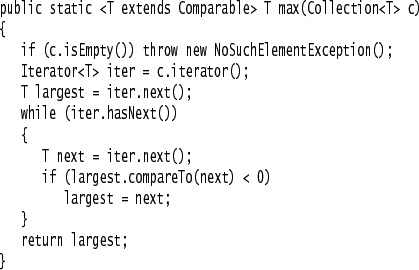 public static <T extends Comparable> T max(Collection<T> c)
{
   if (c.isEmpty()) throw new NoSuchElementException();
   Iterator<T> iter = c.iterator();
   T largest = iter.next();
   while (iter.hasNext())
   {
      T next = iter.next();
      if (largest.compareTo(next) < 0)
         largest = next;
   }
   return largest;
}